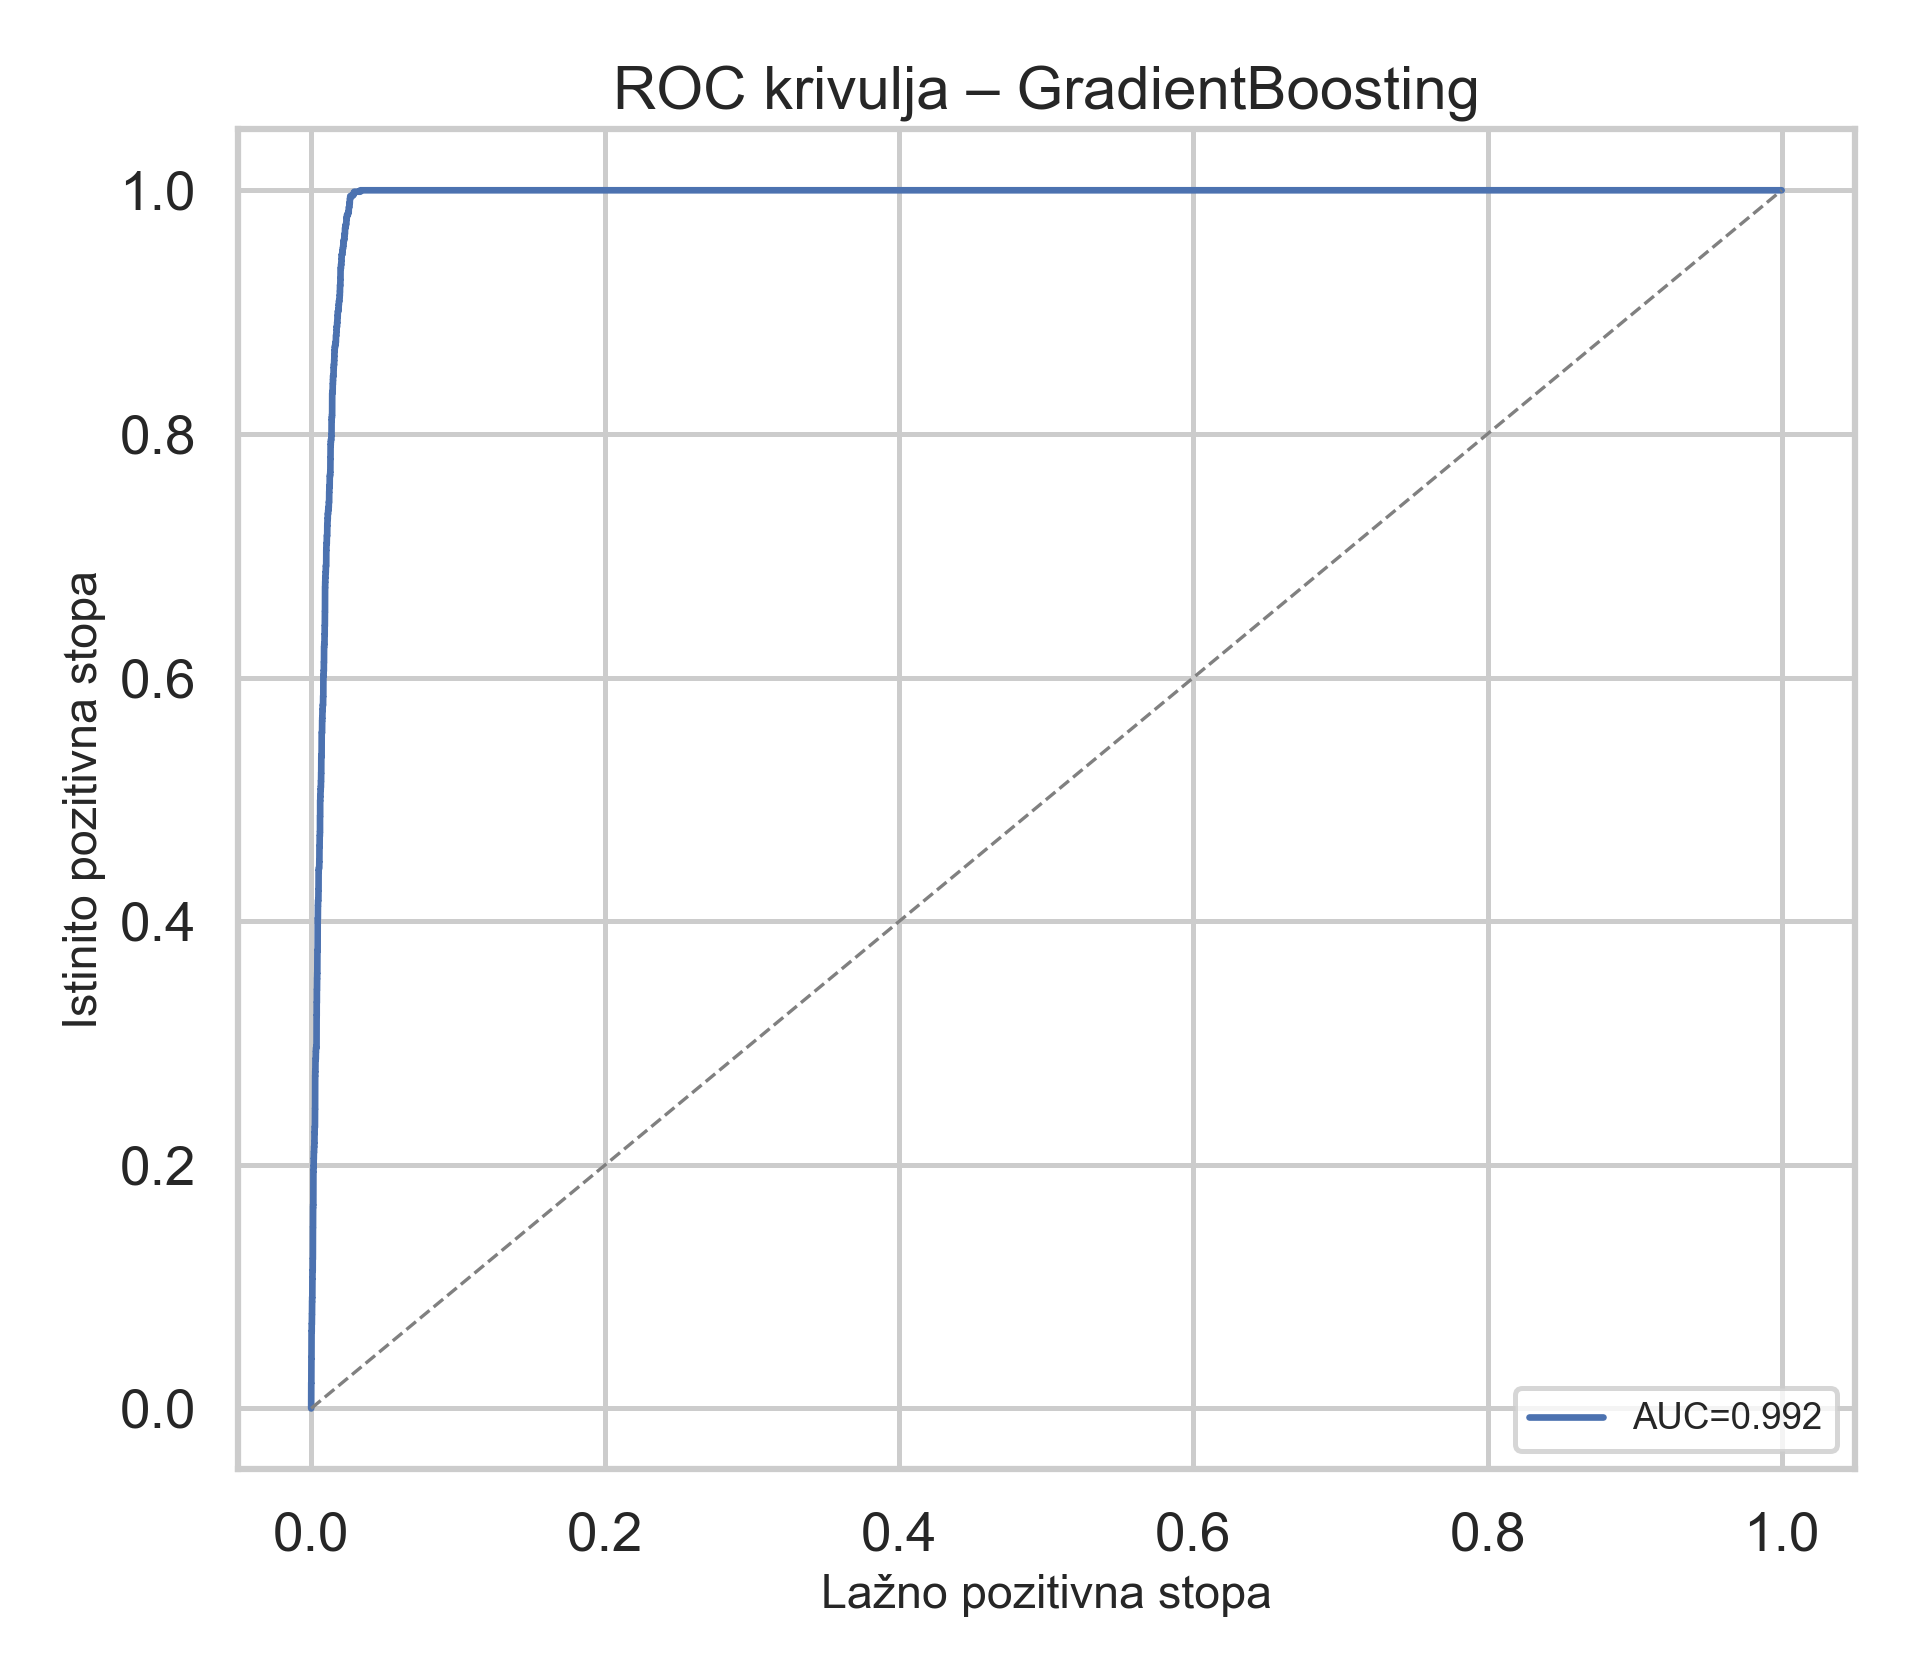 ROC krivulja – GradientBoosting
Istinito pozitivna stopa
1.0
0.8
0.6
0.4
0.2
0.0
AUC=0.992
0.0 0.2 0.4 0.6 0.8 1.0
Lažno pozitivna stopa